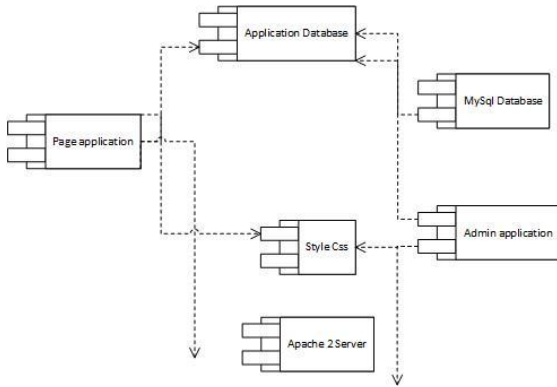 Application Database
MySql Database
Page application
Style Css
Admin application
Apache 2 Server